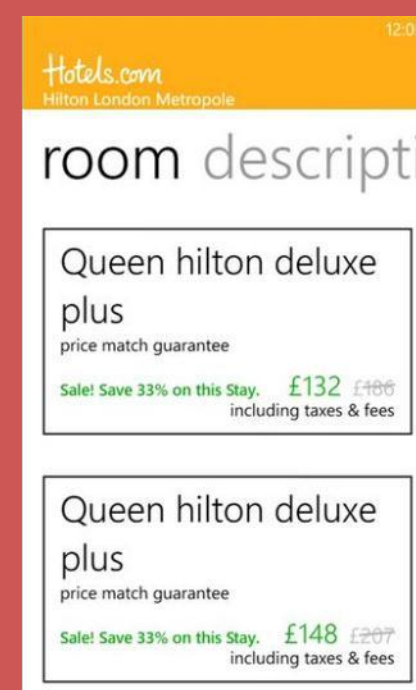 12:0
Hotels.com
Hilton London Metropole
room descripti
Queen hilton deluxe
plus
price match guarantee
Sale! Save 33% on this Stay. £132 £186
including taxes & fees
Queen hilton deluxe
plus
price match guarantee
Sale! Save 33% on this Stay. £148 £207
including taxes & fees